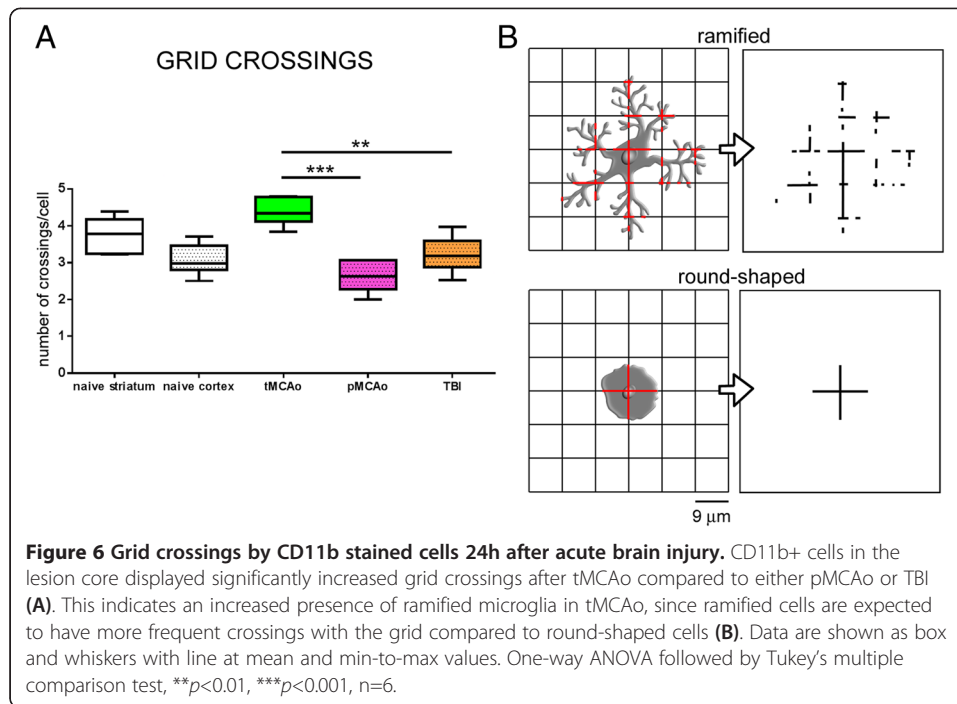 A
GRID CROSSINGS
**
***
number of crossings/cell
5
4
3
2
1
0
naive striatum naive cortex tMCAo pMCAo TBI
B
ramified
round-shaped
9 μm
Figure 6 Grid crossings by CD11b stained cells 24h after acute brain injury. CD11b+ cells in the
lesion core displayed significantly increased grid crossings after tMCAo compared to either pMCAo or TBI
(A). This indicates an increased presence of ramified microglia in tMCAo, since ramified cells are expected
to have more frequent crossings with the grid compared to round-shaped cells (B). Data are shown as box
and whiskers with line at mean and min-to-max values. One-way ANOVA followed by Tukey's multiple
comparison test, **p<0.01, ***p<0.001, n=6.